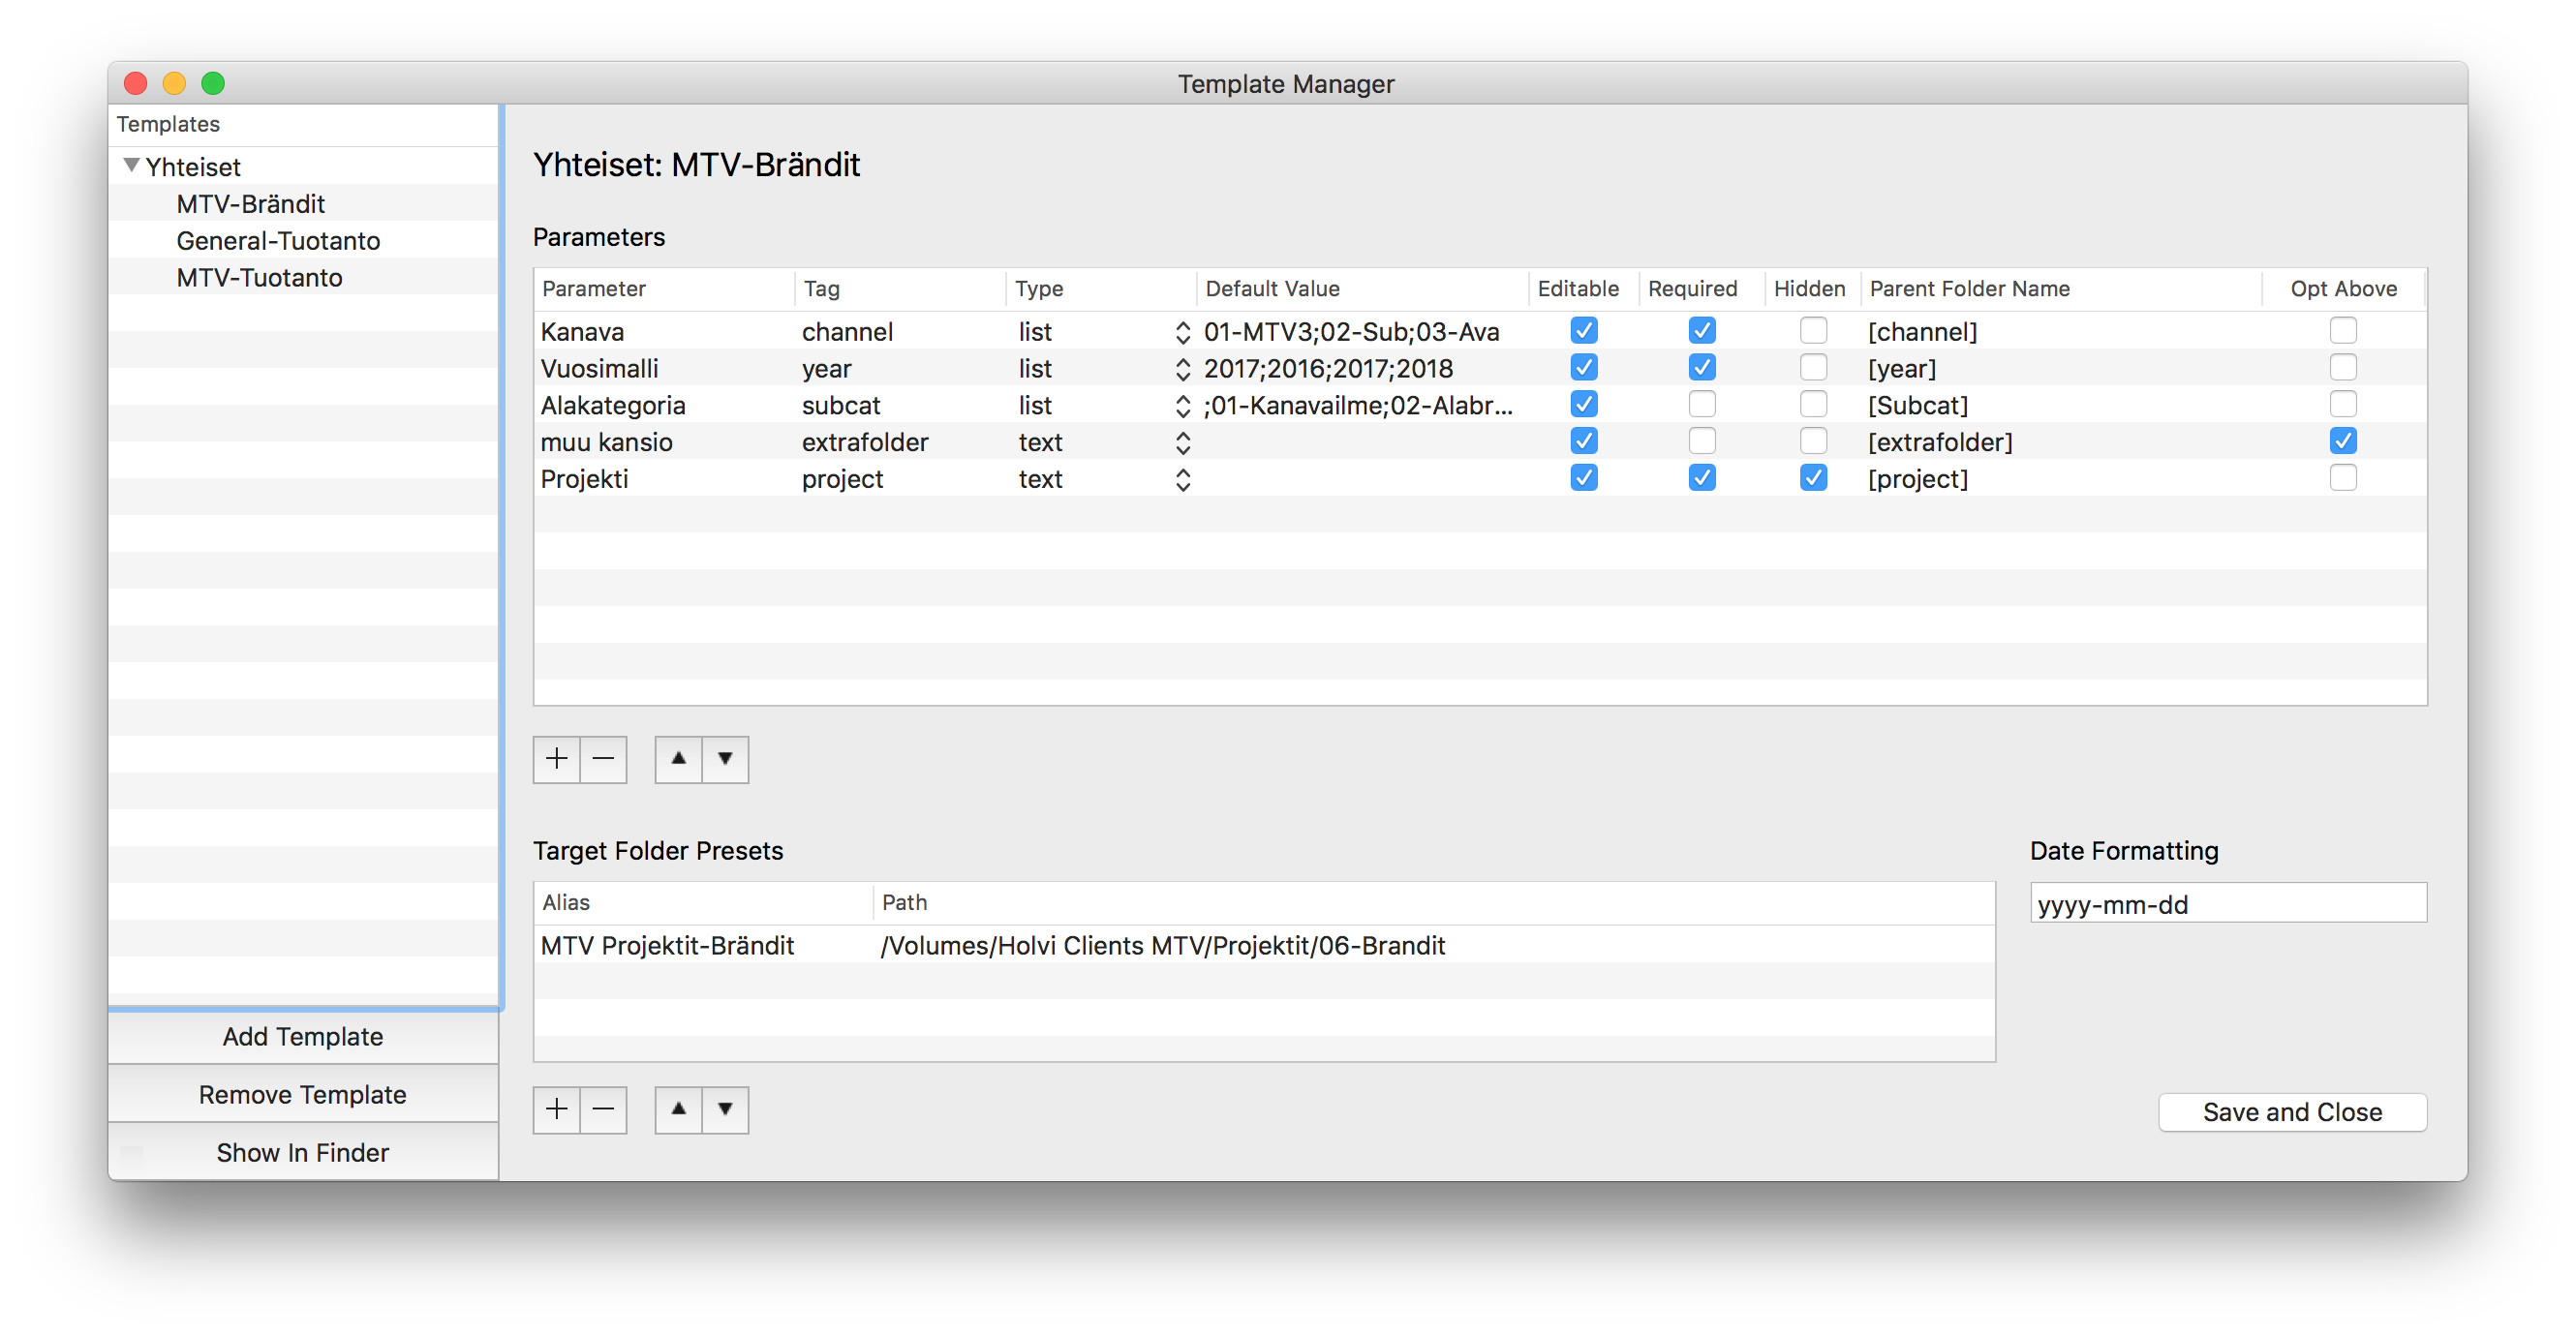 Template Manager
Templates
Yhteiset
MTV-Brändit
General-Tuotanto
MTV-Tuotanto
Add Template
Remove Template
Show In Finder
Yhteiset: MTV-Brändit
Parameters
Parameter Tag Type Default Value Editable Required Hidden Parent Folder Name Opt Above
Kanava channel list 01-MTV3;02-Sub;03-Ava [channel]
Vuosimalli year list 2017;2016;2017;2018 [year]
Alakategoria subcat list ;01-Kanavailme;02-Alabr... [Subcat]
muu kansio extrafolder text [extrafolder]
Projekti project text [project]
Target Folder Presets
Alias Path
MTV Projektit-Brändit /Volumes/Holvi Clients MTV/Projektit/06-Brandit
Date Formatting
yyyy-mm-dd
Save and Close